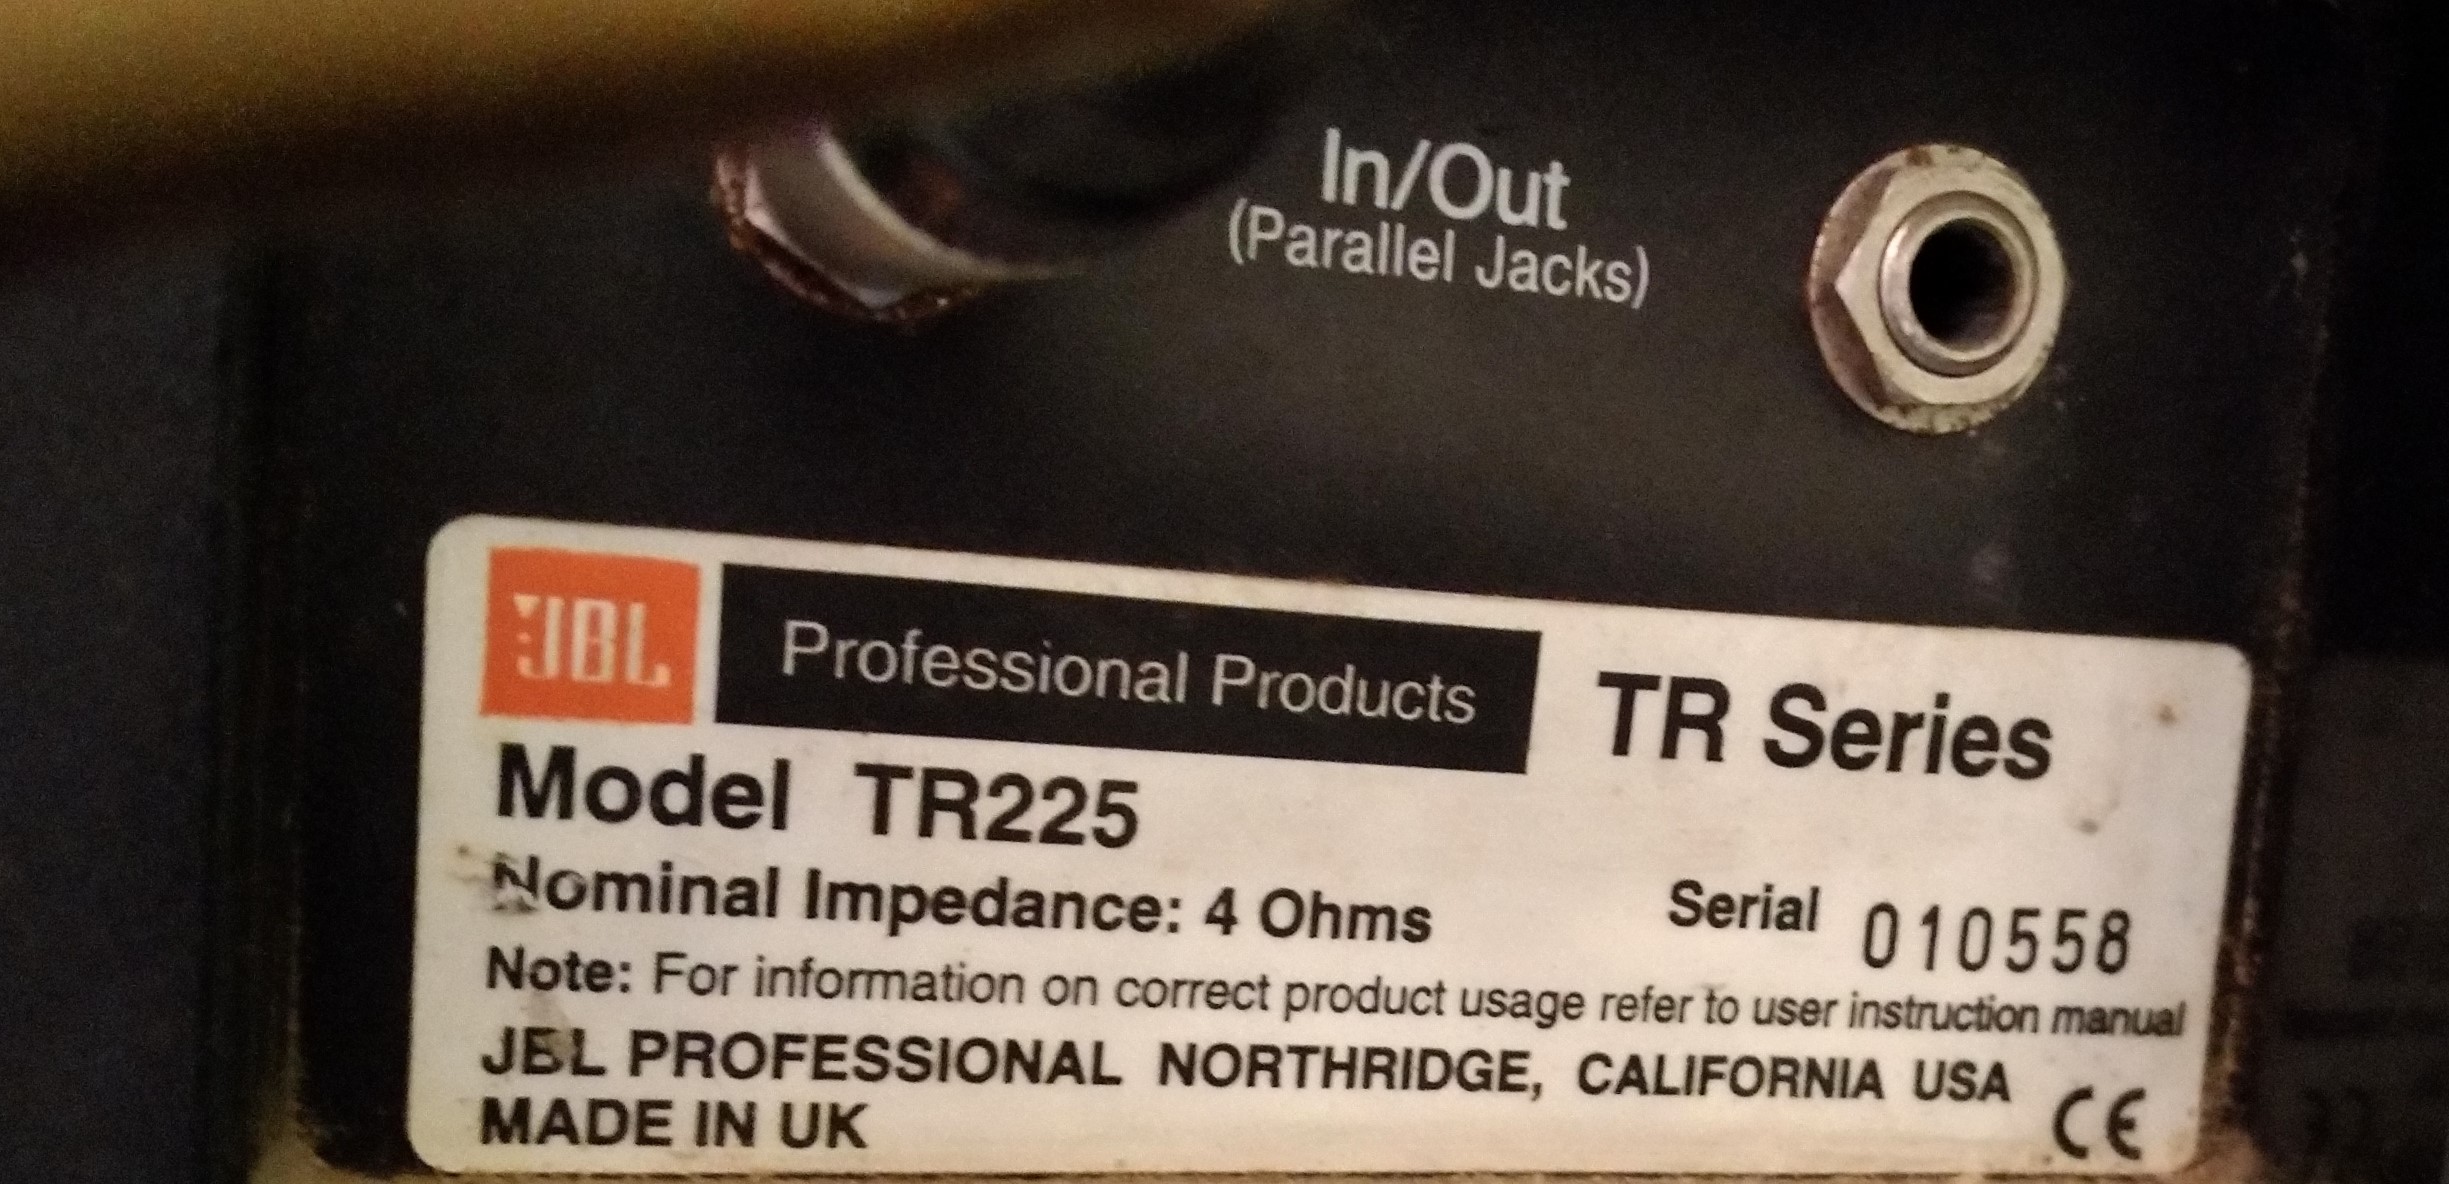 In/Out
(Parallel Jacks)
JBL Professional Products TR Series
Model TR225
Nominal Impedance: 4 Ohms Serial 010558
Note: For information on correct product usage refer to user instruction manual
JBL PROFESSIONAL NORTHRIDGE, CALIFORNIA USA
MADE IN UK CE